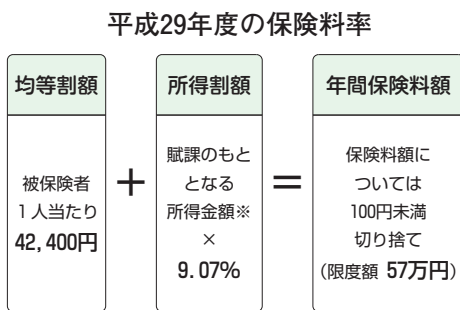 平成29年度の保険料率
均等割額
被保険者
1人当たり
42,400円
＋
所得割額
賦課のもと
となる
所得金額※
×
9.07%
＝
年間保険料額
保険料額に
ついては
100円未満
切り捨て
(限度額 57万円)